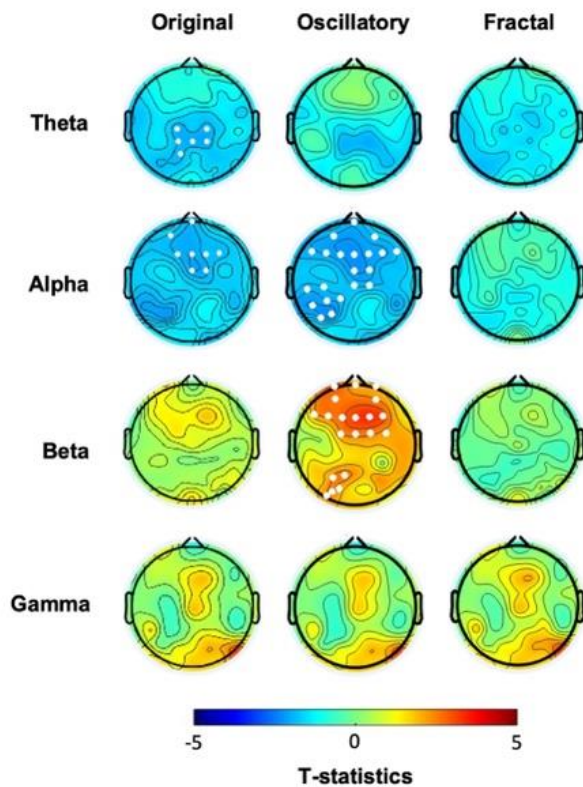 Original Oscillatory Fractal
Theta
Alpha
Beta
Gamma
-5 0 5
T-statistics